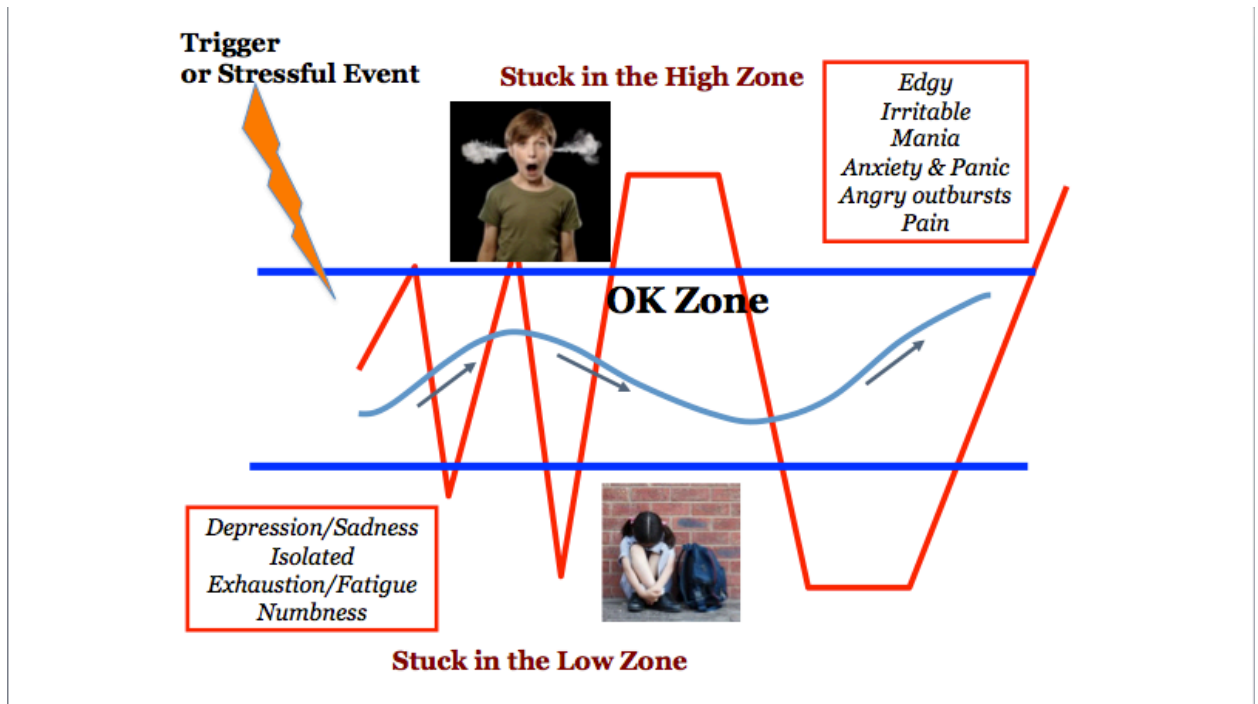 Trigger
or Stressful Event
Stuck in the High Zone
Edgy
Irritable
Mania
Anxiety & Panic
Angry outbursts
Pain
OK Zone
Depression/Sadness
Isolated
Exhaustion/Fatigue
Numbness
Stuck in the Low Zone